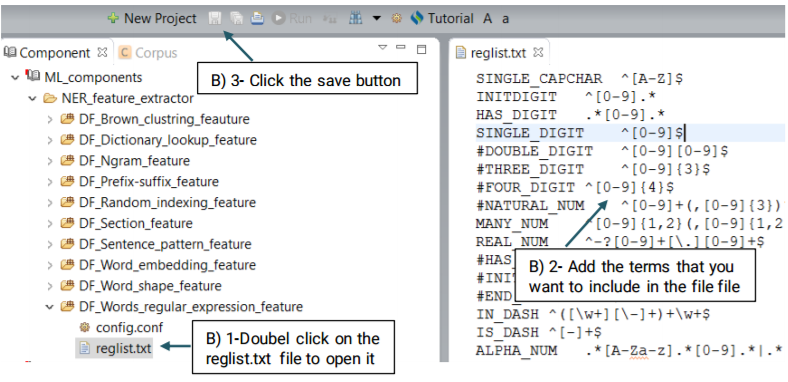 New Project Run Tutorial A a
Component Corpus
ML_components
NER_feature_extractor
DF_Brown_clustring_feauture
DF_Dictionary_lookup_feature
DF_Ngram_feature
DF_Prefix-suffix_feature
DF_Random_indexing_feature
DF_Section_feature
DF_Sentence_pattern_feature
DF_Word_embedding_feature
DF_Word_shape_feature
DF_Words_regular_expression_feature
config.conf
reglist.txt
B) 3- Click the save button
B) 1-Doubel click on the
reglist.txt file to open it
reglist.txt
SINGLE_CAPCHAR ^[A-Z]$
INITDIGIT ^[0-9].*
HAS_DIGIT .*[0-9].*
SINGLE_DIGIT ^[0-9]$
#DOUBLE_DIGIT ^[0-9][0-9]$
#THREE_DIGIT ^[0-9]{3}$
#FOUR_DIGIT ^[0-9]{4}$
#NATURAL_NUM ^[0-9]+(,[0-9]{3})
MANY_NUM ^[0-9]{1,2}(,[0-9]{1,2
REAL_NUM ^-?[0-9]+[\.][0-9]+$
#HAS
#INI
#END
IN_DASH ^([\w+][\-]+)+\w+$
IS_DASH ^[-]+$
ALPHA_NUM .*[A-Za-z].*[0-9].*|.*
B) 2- Add the terms that you
want to include in the file file